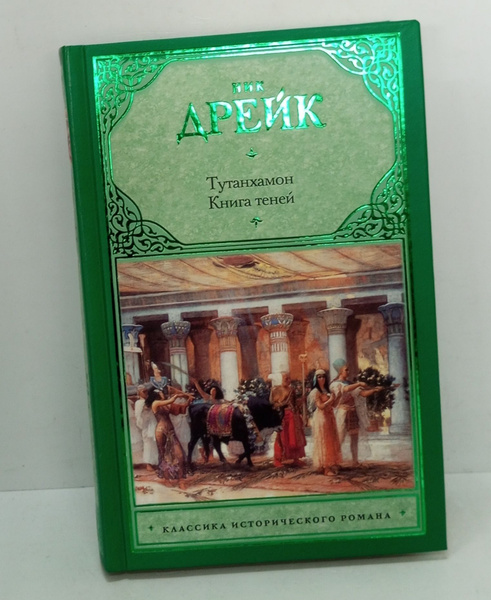 НИК
ДРЕЙК
Тутанхамон
Книга теней
КЛАССИКА ИСТОРИЧЕСКОГО РОМАНА